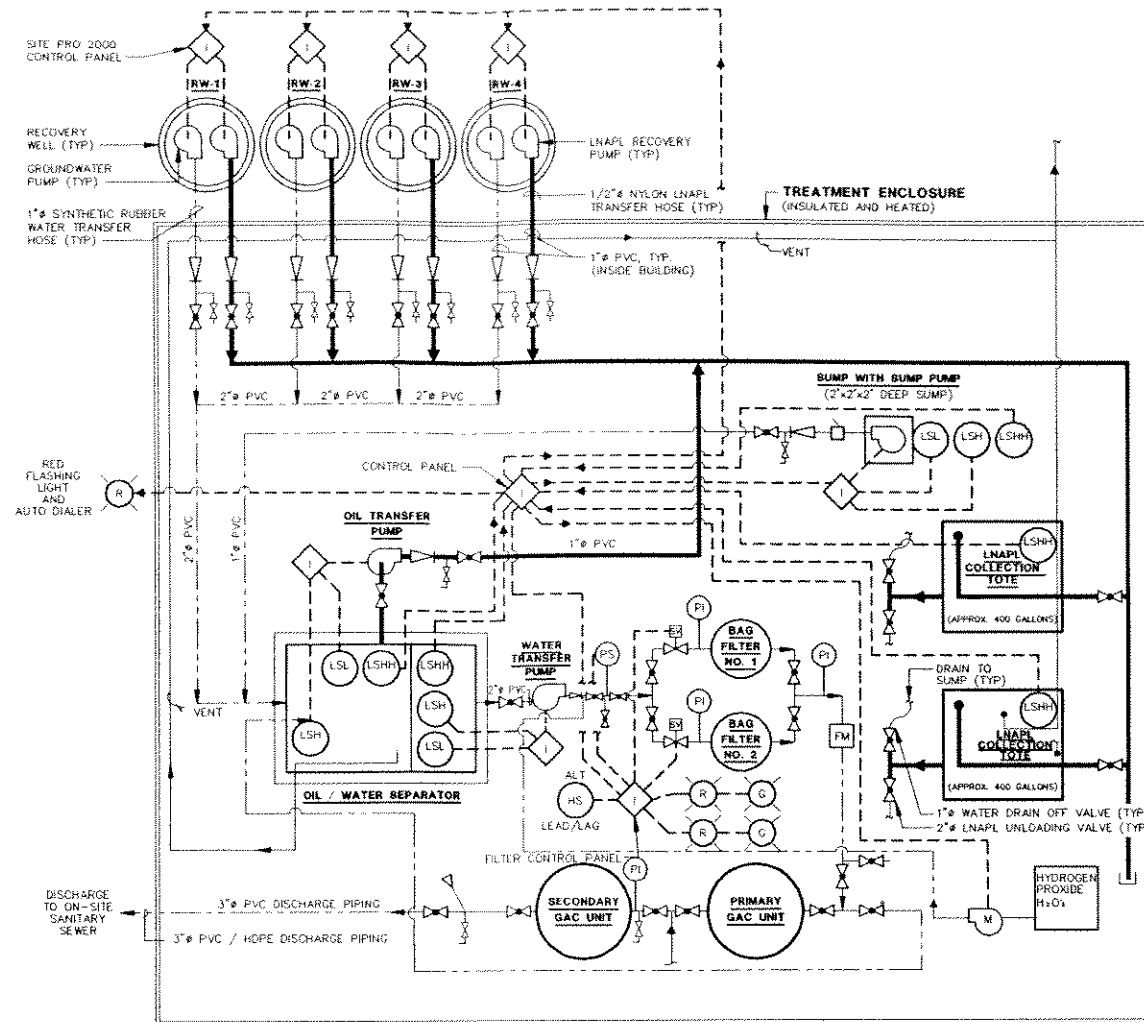 SITE PRO 2000
CONTROL PANEL
I
I
I
I
RW-1
RW-2
RW-3
RW-4
RECOVERY
WELL (TYP)
GROUNDWATER
PUMP (TYP)
LNAPL RECOVERY
PUMP (TYP)
1"ø SYNTHETIC RUBBER
WATER TRANSFER
HOSE (TYP)
1/2"ø NYLON LNAPL
TRANSFER HOSE (TYP)
TREATMENT ENCLOSURE
(INSULATED AND HEATED)
VENT
1"ø PVC, TYP.
(INSIDE BUILDING)
2"ø PVC
2"ø PVC
2"ø PVC
SUMP WITH SUMP PUMP
(2'x2'x2' DEEP SUMP)
LSL
LSH
LSHH
I
RED
FLASHING
LIGHT
AND
AUTO DIALER
R
CONTROL PANEL
I
2"ø PVC
1"ø PVC
OIL TRANSFER
PUMP
I
1"ø PVC
LSHH
LNAPL
COLLECTION
TOTE
(APPROX. 400 GALLONS)
LSL
LSHH
LSHH
LSH
LSL
LSH
VENT
OIL / WATER SEPARATOR
WATER
TRANSFER
PUMP
2"ø PVC
I
PS
PI
BAG
FILTER
NO. 1
PI
PI
BAG
FILTER
NO. 2
FM
DRAIN TO
SUMP (TYP)
LSHH
LNAPL
COLLECTION
TOTE
(APPROX. 400 GALLONS)
1"ø WATER DRAIN OFF VALVE (TYP
2"ø LNAPL UNLOADING VALVE (TYP
ALT
HS
LEAD/LAG
I
R
G
R
G
FILTER CONTROL PANEL
PI
SECONDARY
GAC UNIT
PRIMARY
GAC UNIT
M
HYDROGEN
PROXIDE
DISCHARGE
TO ON-SITE
SANITARY
SEWER
3"ø PVC DISCHARGE PIPING
3"ø PVC / HDPE DISCHARGE PIPING